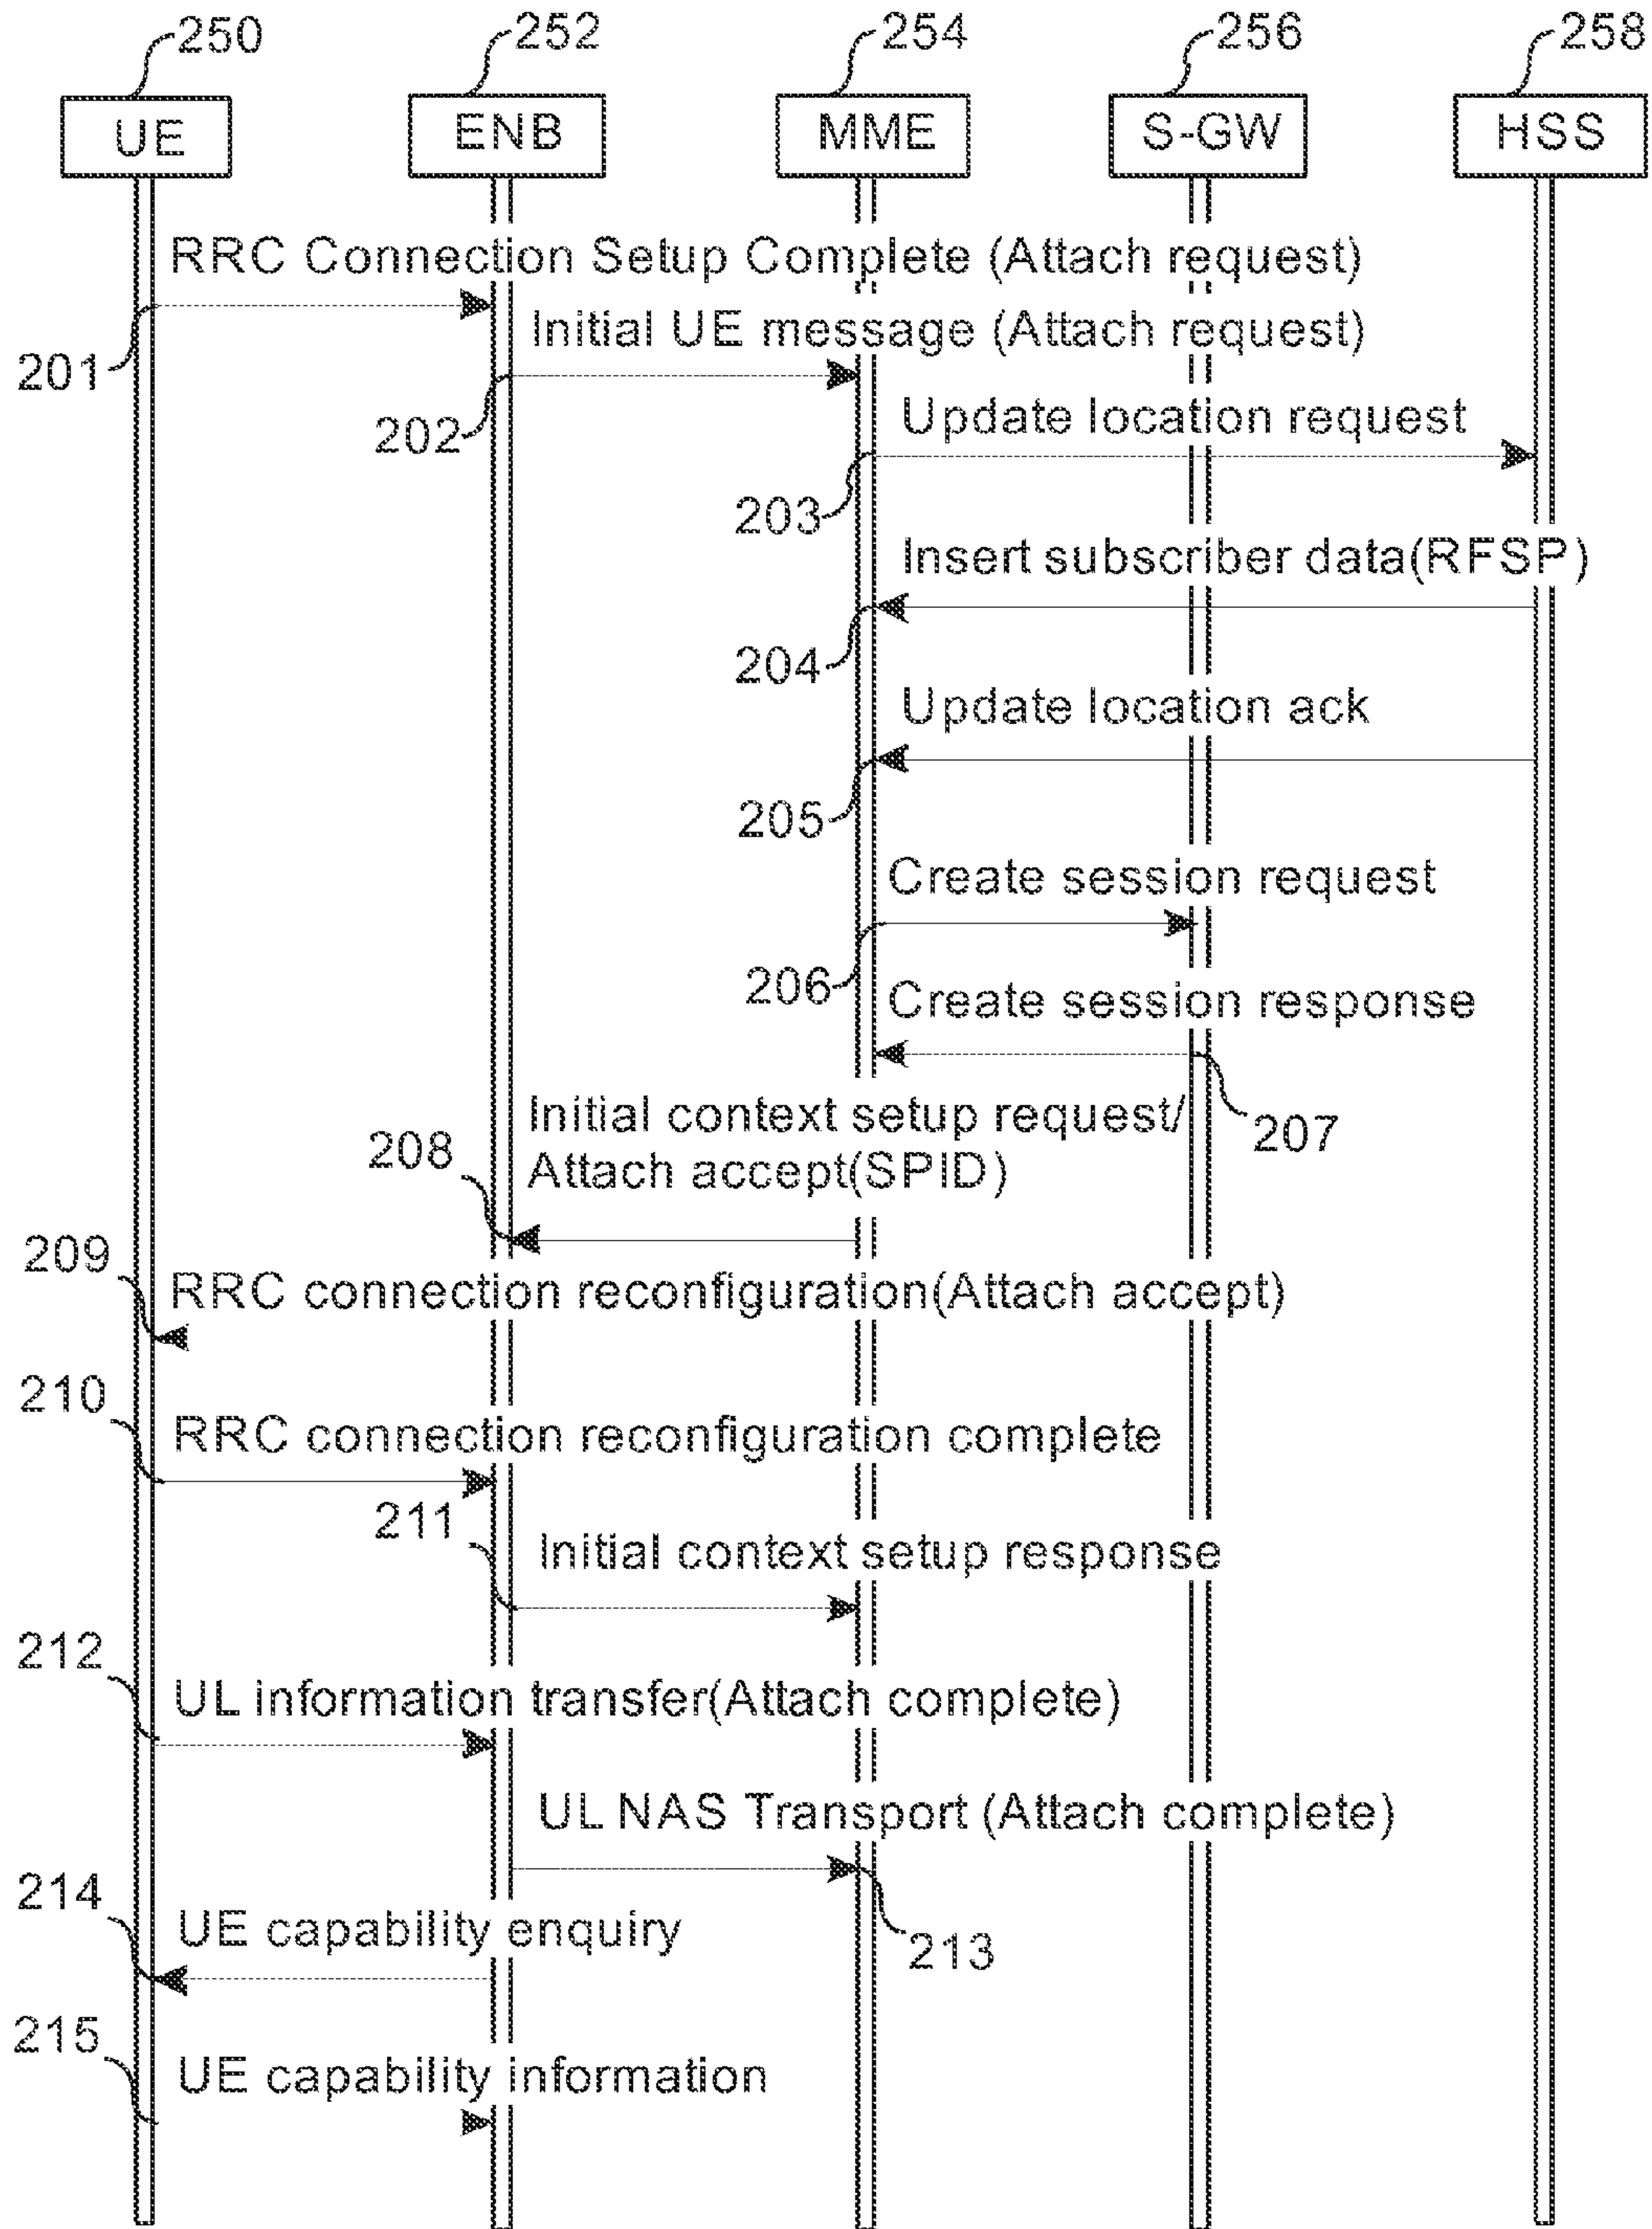 250 252 254 256 258
UE ENB MME S-GW HSS
RRC Connection Setup Complete (Attach request)
201
Initial UE message (Attach request)
202
Update location request
203
Insert subscriber data(RFSP)
204
Update location ack
205
Create session request
206
Create session response
207
Initial context setup request/
208
Attach accept(SPID)
209
RRC connection reconfiguration(Attach accept)
210
RRC connection reconfiguration complete
211
Initial context setup response
212
UL information transfer(Attach complete)
UL NAS Transport (Attach complete)
213
214
UE capability enquiry
215
UE capability information